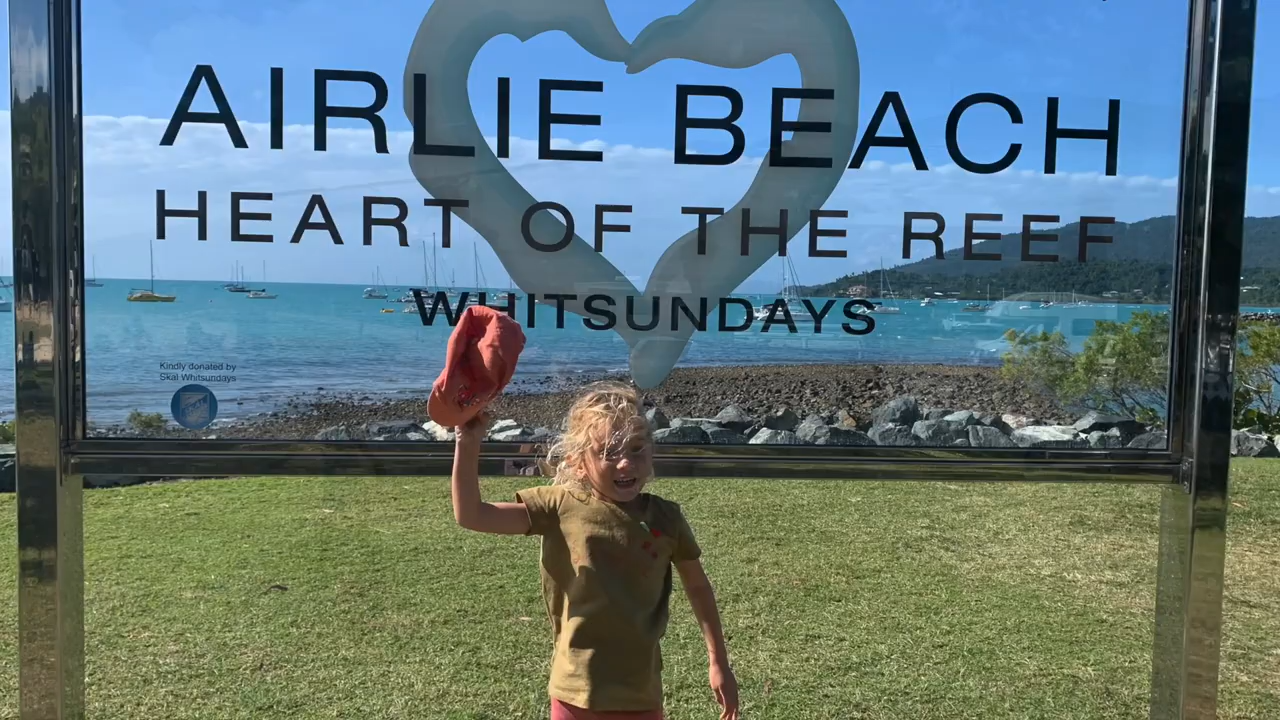 AIRLIE BEACH
HEART OF THE REEF
WHITSUNDAYS
Kindly donated by
Skal Whitsundays